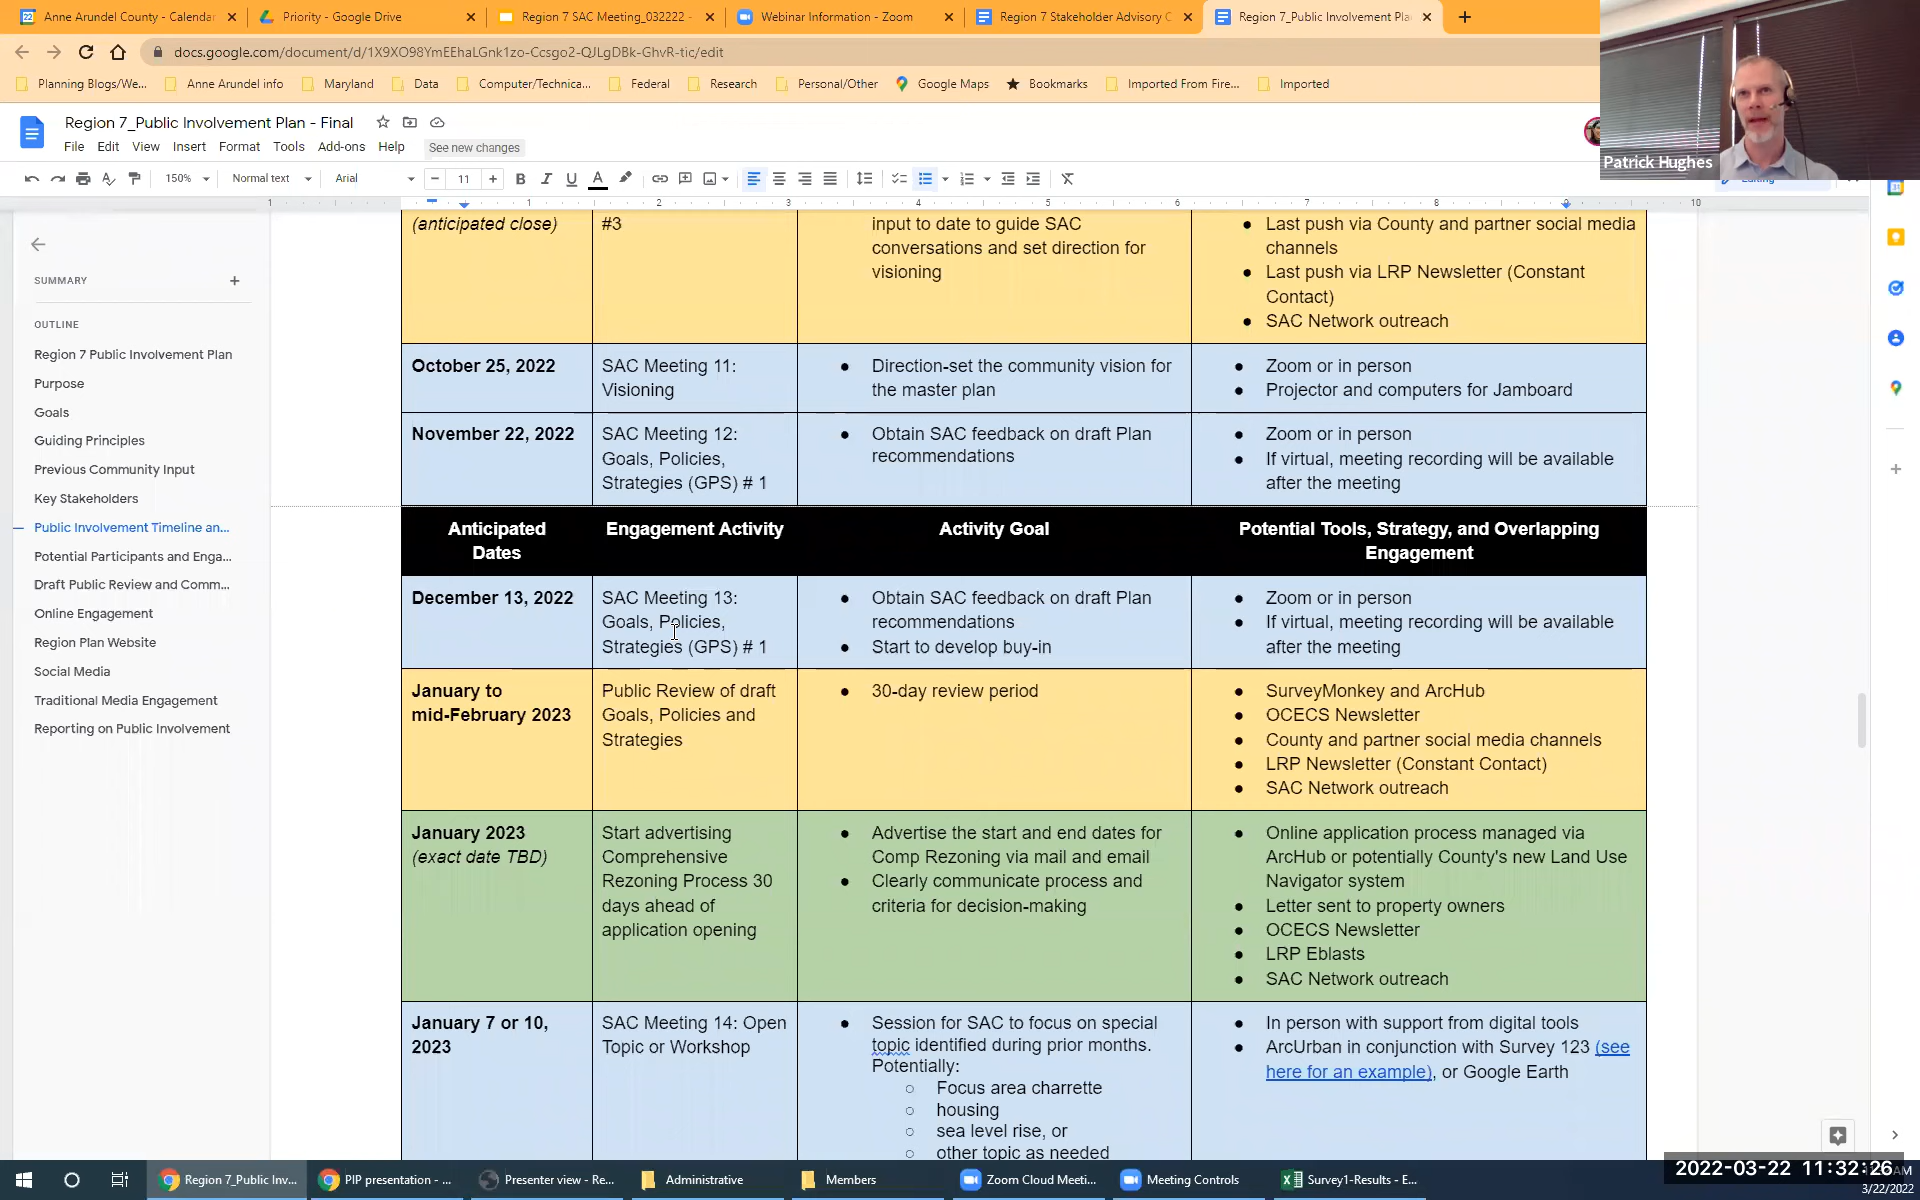 Anne Arundel County - Calendar
Priority - Google Drive
Region 7 SAC Meeting_032222 -
Webinar Information - Zoom
Region 7 Stakeholder Advisory C
Region 7_Public Involvement Pla
docs.google.com/document/d/1X9XO98YmEEhaLGnk1zo-Ccsgo2-QJLgDBk-GhvR-tic/edit
Planning Blogs/We...
Anne Arundel info
Maryland
Data
Computer/Technica...
Federal
Research
Personal/Other
Google Maps
Bookmarks
Imported From Fire...
Imported
Patrick Hughes
Region 7_Public Involvement Plan - Final
File Edit View Insert Format Tools Add-ons Help
See new changes
150%
Normal text
Arial
11
1 1 2 3 4 5 6 7 8 9 10
SUMMARY
OUTLINE
Region 7 Public Involvement Plan
Purpose
Goals
Guiding Principles
Previous Community Input
Key Stakeholders
Public Involvement Timeline an...
Potential Participants and Enga...
Draft Public Review and Comm...
Online Engagement
Region Plan Website
Social Media
Traditional Media Engagement
Reporting on Public Involvement
(anticipated close)
#3
input to date to guide SAC
conversations and set direction for
visioning
● Last push via County and partner social media
channels
● Last push via LRP Newsletter (Constant
Contact)
● SAC Network outreach
October 25, 2022
SAC Meeting 11:
Visioning
● Direction-set the community vision for
the master plan
● Zoom or in person
● Projector and computers for Jamboard
November 22, 2022
SAC Meeting 12:
Goals, Policies,
Strategies (GPS) # 1
● Obtain SAC feedback on draft Plan
recommendations
● Zoom or in person
● If virtual, meeting recording will be available
after the meeting
Anticipated
Dates
Engagement Activity
Activity Goal
Potential Tools, Strategy, and Overlapping
Engagement
December 13, 2022
SAC Meeting 13:
Goals, Policies,
Strategies (GPS) # 1
● Obtain SAC feedback on draft Plan
recommendations
● Start to develop buy-in
● Zoom or in person
● If virtual, meeting recording will be available
after the meeting
January to
mid-February 2023
Public Review of draft
Goals, Policies and
Strategies
● 30-day review period
● SurveyMonkey and ArcHub
● OCECS Newsletter
● County and partner social media channels
● LRP Newsletter (Constant Contact)
● SAC Network outreach
January 2023
(exact date TBD)
Start advertising
Comprehensive
Rezoning Process 30
days ahead of
application opening
● Advertise the start and end dates for
Comp Rezoning via mail and email
● Clearly communicate process and
criteria for decision-making
● Online application process managed via
ArcHub or potentially County's new Land Use
Navigator system
● Letter sent to property owners
● OCECS Newsletter
● LRP Eblasts
● SAC Network outreach
January 7 or 10,
2023
SAC Meeting 14: Open
Topic or Workshop
● Session for SAC to focus on special
topic identified during prior months.
Potentially:
○ Focus area charrette
○ housing
○ sea level rise, or
○ other topic as needed
● In person with support from digital tools
● ArcUrban in conjunction with Survey 123 (see
here for an example), or Google Earth
Region 7_Public Inv...
PIP presentation - ...
Presenter view - Re...
Administrative
Members
Zoom Cloud Meeti...
Meeting Controls
Survey1-Results - E...
2022-03-22 11:32:26
3/22/2022